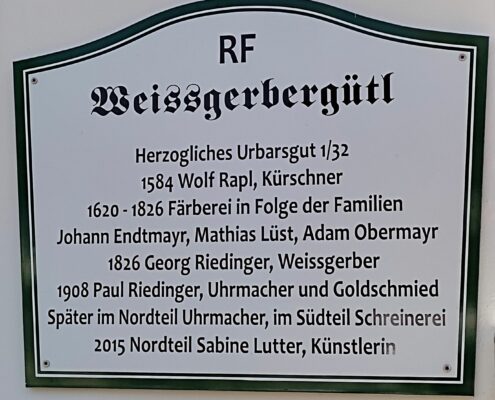 RF
Weissgerbergütl
Herzogliches Urbarsgut 1/32
1584 Wolf Rapl, Kürschner
1620 - 1826 Färberei in Folge der Familien
Johann Endtmayr, Mathias Lüst, Adam Obermayr
1826 Georg Riedinger, Weissgerber
1908 Paul Riedinger, Uhrmacher und Goldschmied
Später im Nordteil Uhrmacher, im Südteil Schreinerei
2015 Nordteil Sabine Lutter, Künstlerin